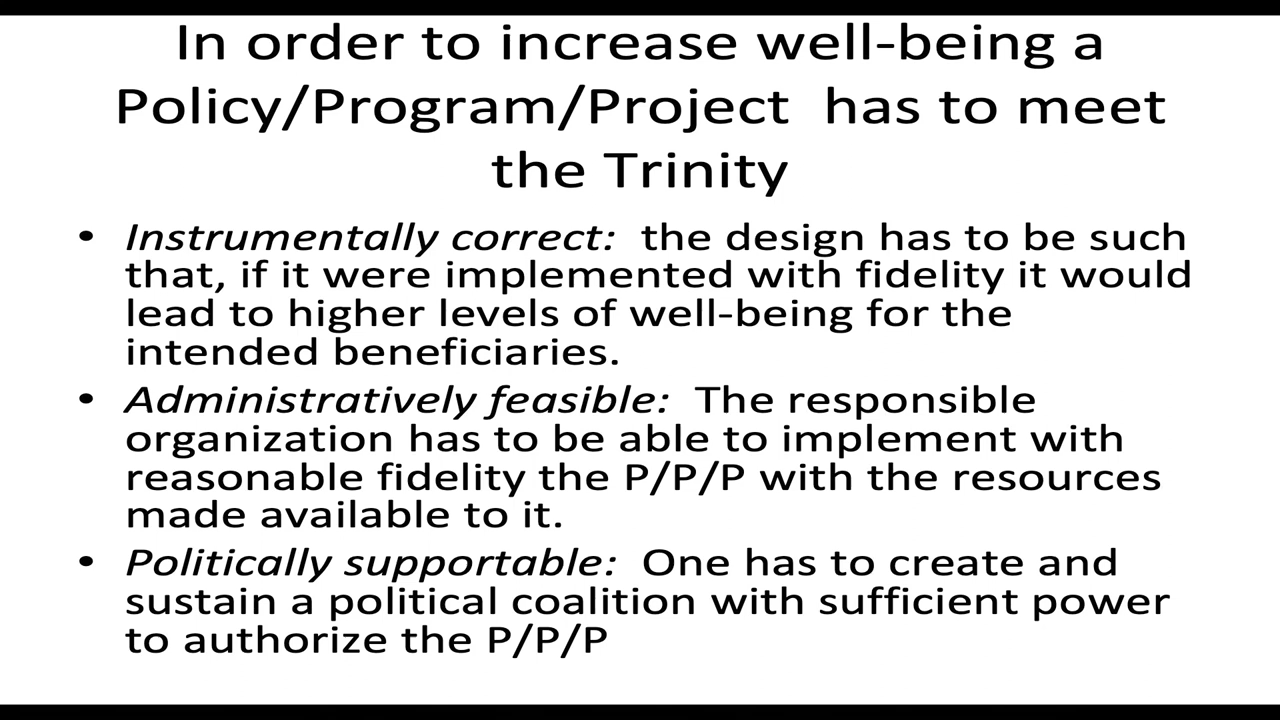 In order to increase well-being a
Policy/Program/Project has to meet
the Trinity
• Instrumentally correct: the design has to be such
that, if it were implemented with fidelity it would
lead to higher levels of well-being for the
intended beneficiaries.
• Administratively feasible: The responsible
organization has to be able to implement with
reasonable fidelity the P/P/P with the resources
made available to it.
• Politically supportable: One has to create and
sustain a political coalition with sufficient power
to authorize the P/P/P